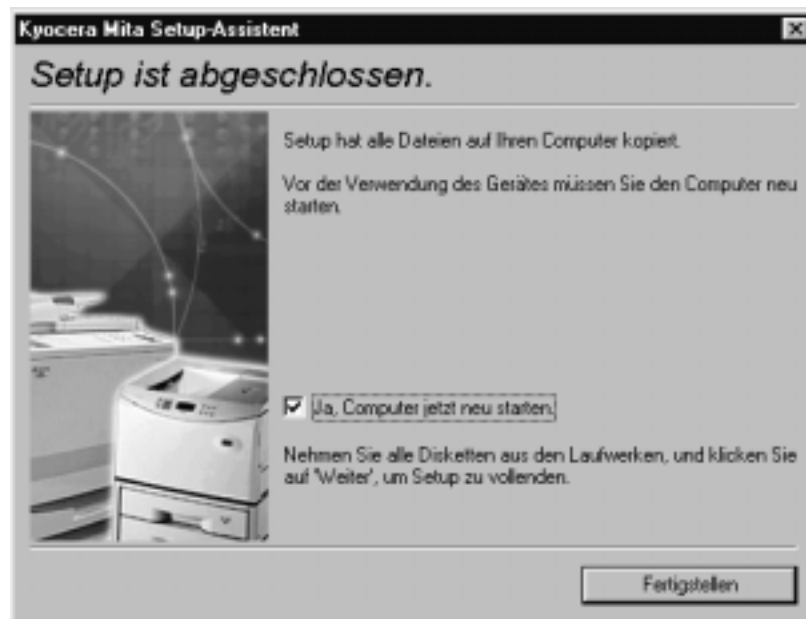 Kyocera Mita Setup-Assistent
Setup ist abgeschlossen.
Setup hat alle Dateien auf Ihren Computer kopiert.
Vor der Verwendung des Gerätes müssen Sie den Computer neu
starten.
Ja, Computer jetzt neu starten.
Nehmen Sie alle Disketten aus den Laufwerken, und klicken Sie
auf 'Weiter', um Setup zu vollenden.
Fertigstellen